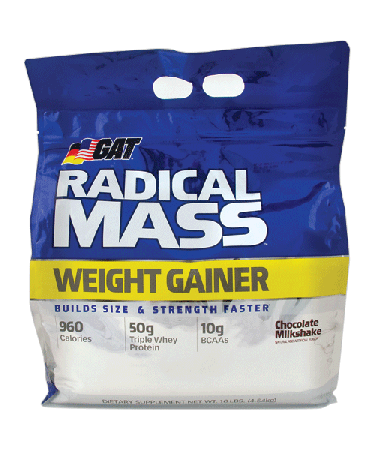 GAT
RADICAL
MASS
WEIGHT GAINER
BUILDS SIZE & STRENGTH FASTER
960
Calories
50g
Triple Whey
Protein
10g
BCAAs
Chocolate
Milkshake
DIETARY SUPPLEMENT NET WT. LBS.